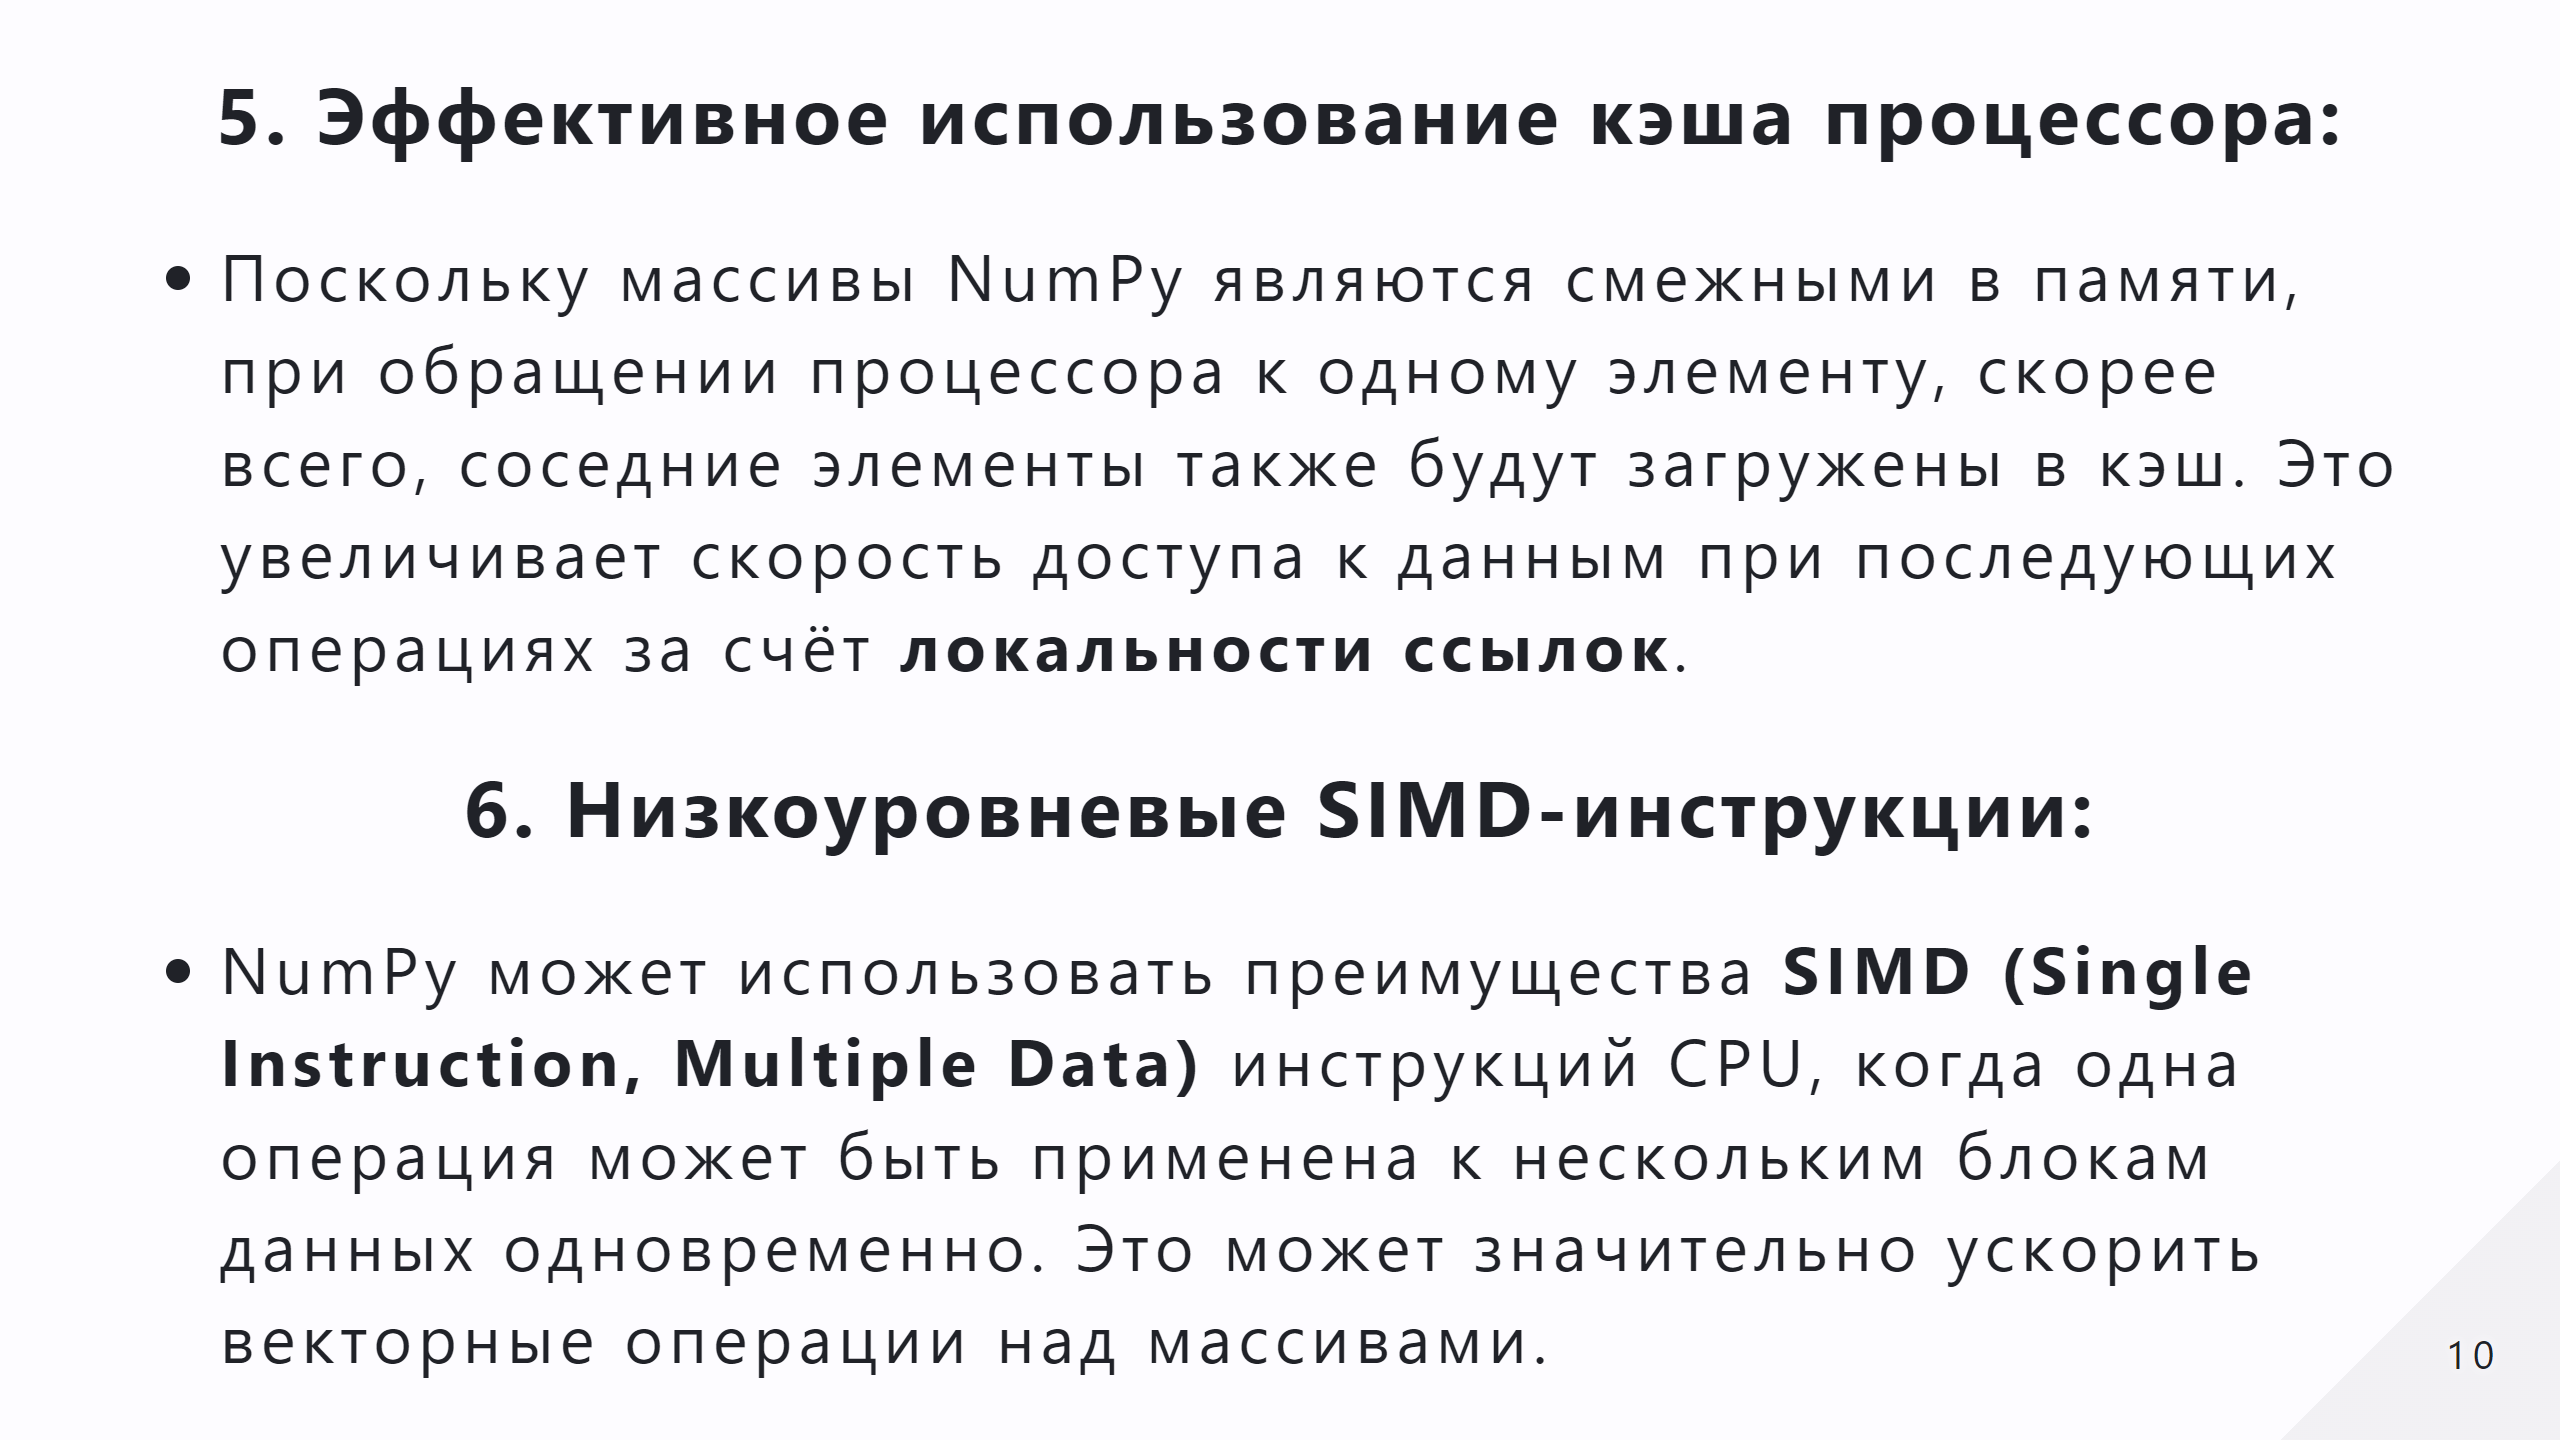 5. Эффективное использование кэша процессора:
• Поскольку массивы NumPy являются смежными в памяти,
при обращении процессора к одному элементу, скорее
всего, соседние элементы также будут загружены в кэш. Это
увеличивает скорость доступа к данным при последующих
операциях за счёт локальности ссылок.
6. Низкоуровневые SIMD-инструкции:
• NumPy может использовать преимущества SIMD (Single
Instruction, Multiple Data) инструкций CPU, когда одна
операция может быть применена к нескольким блокам
данных одновременно. Это может значительно ускорить
векторные операции над массивами.
10